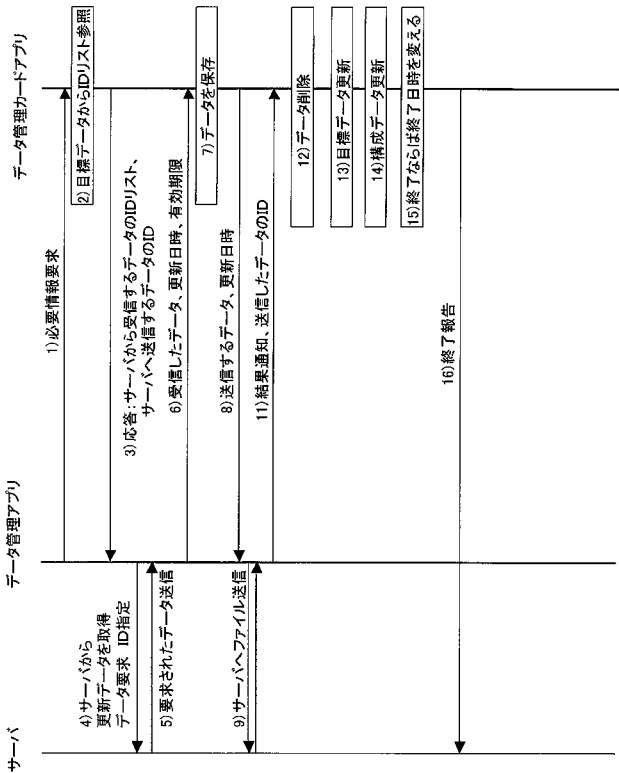 サーバ
データ管理アプリ
データ管理カードアプリ
1)必要情報要求
2)目標データからIDリスト参照
3)応答:サーバから受信するデータのIDリスト、
サーバへ送信するデータのID
4)サーバから
更新データを取得
データ要求 ID指定
5)要求されたデータ送信
6)受信したデータ、更新日時、有効期限
7)データを保存
8)送信するデータ、更新日時
9)サーバへファイル送信
11)結果通知、送信したデータのID
12)データ削除
13)目標データ更新
14)構成データ更新
15)終了ならば終了日時を変える
16)終了報告